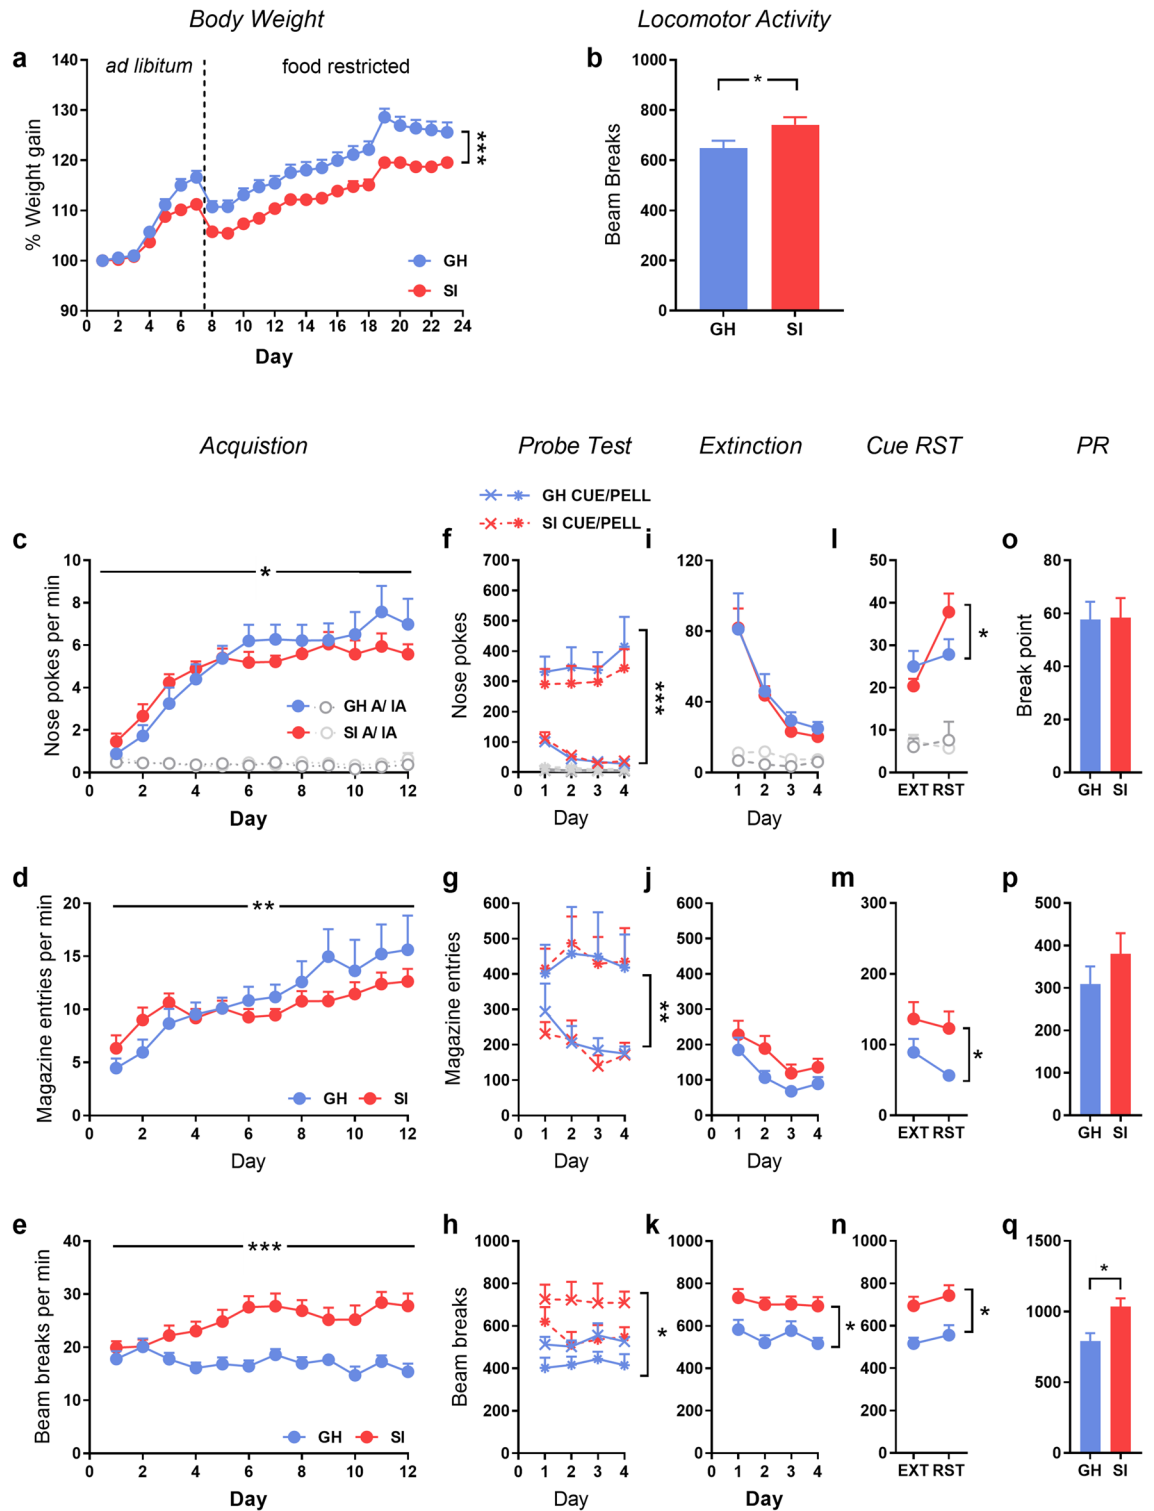 Body Weight
Locomotor Activity
a
140
130
120
110
100
90
% Weight gain
ad libitum
food restricted
***
GH
SI
0 2 4 6 8 10 12 14 16 18 20 22 24
Day
b
1000
800
600
400
200
0
Beam Breaks
*
GH SI
Acquistion
Probe Test
Extinction
Cue RST
PR
GH CUE/PELL
SI CUE/PELL
c
10
8
6
4
2
0
Nose pokes per min
*
GH A/ IA
SI A/ IA
0 2 4 6 8 10 12
Day
f
700
600
500
400
300
200
100
0
Nose pokes
***
0 1 2 3 4
Day
i
120
80
40
0
0 1 2 3 4
Day
l
50
40
30
20
10
0
*
EXT RST
o
80
60
40
20
0
Break point
GH SI
d
20
15
10
5
0
Magazine entries per min
**
GH SI
0 2 4 6 8 10 12
Day
g
600
500
400
300
200
100
0
Magazine entries
**
0 1 2 3 4
Day
j
600
500
400
300
200
100
0
0 1 2 3 4
Day
m
300
200
100
0
*
EXT RST
p
500
400
300
200
100
0
GH SI
e
40
30
20
10
0
Beam breaks per min
***
GH SI
0 2 4 6 8 10 12
Day
h
1000
800
600
400
200
0
Beam breaks
*
0 1 2 3 4
Day
k
1000
800
600
400
200
0
*
0 1 2 3 4
Day
n
1000
800
600
400
200
0
*
EXT RST
q
1500
1000
500
0
*
GH SI